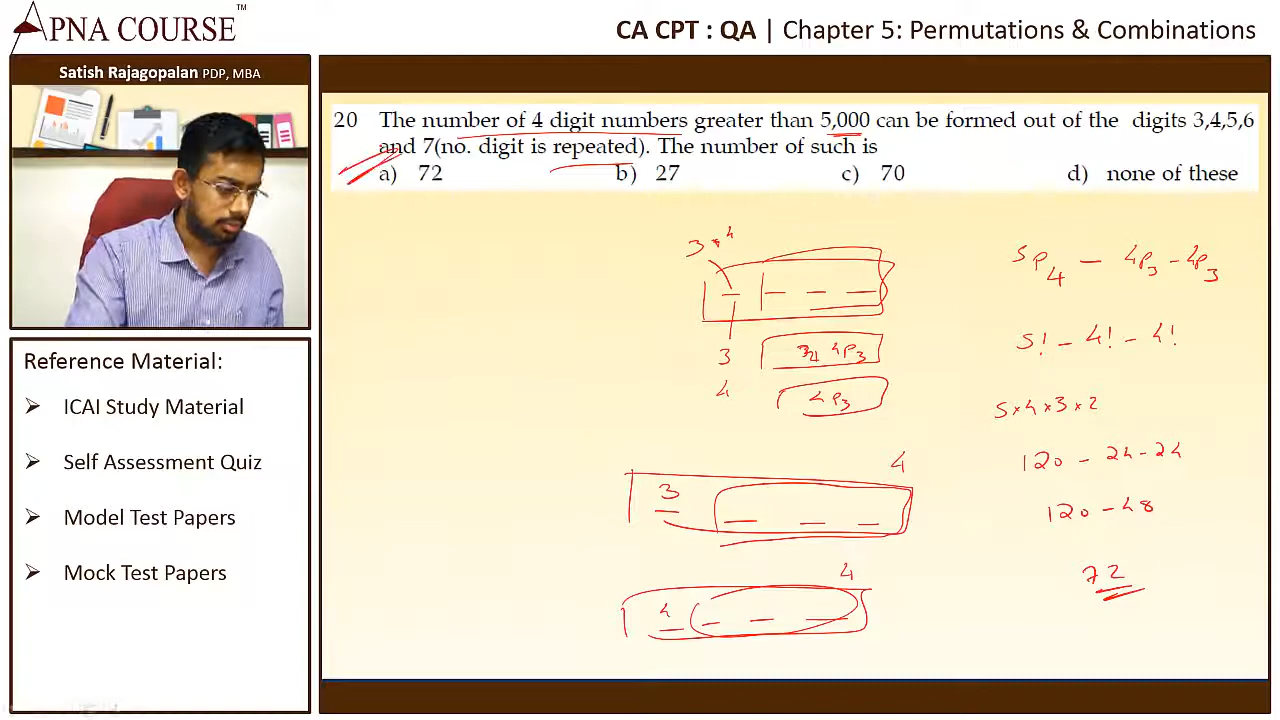 APNA COURSE™
CA CPT : QA | Chapter 5: Permutations & Combinations
Satish Rajagopalan PDP, MBA
20 The number of 4 digit numbers greater than 5,000 can be formed out of the digits 3,4,5,6
and 7(no. digit is repeated). The number of such is
a) 72 b) 27 c) 70 d) none of these
Reference Material:
➢ ICAI Study Material
➢ Self Assessment Quiz
➢ Model Test Papers
➢ Mock Test Papers
3 4
3 4P3
4 4P3
3 4
4 4
5P4 - 4P3 - 4P3
5! - 4! - 4!
5×4×3×2
120 - 24 - 24
120 - 48
72